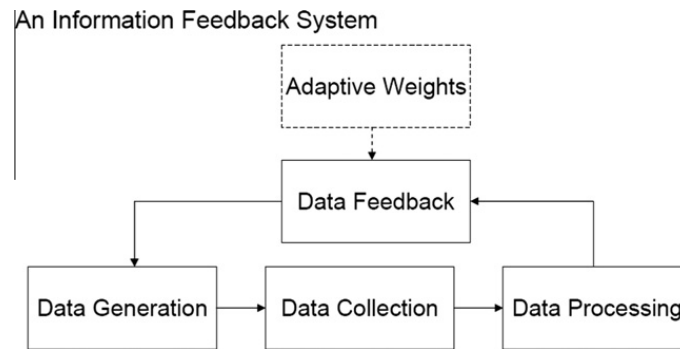 An Information Feedback System
Adaptive Weights
Data Feedback
Data Generation
Data Collection
Data Processing